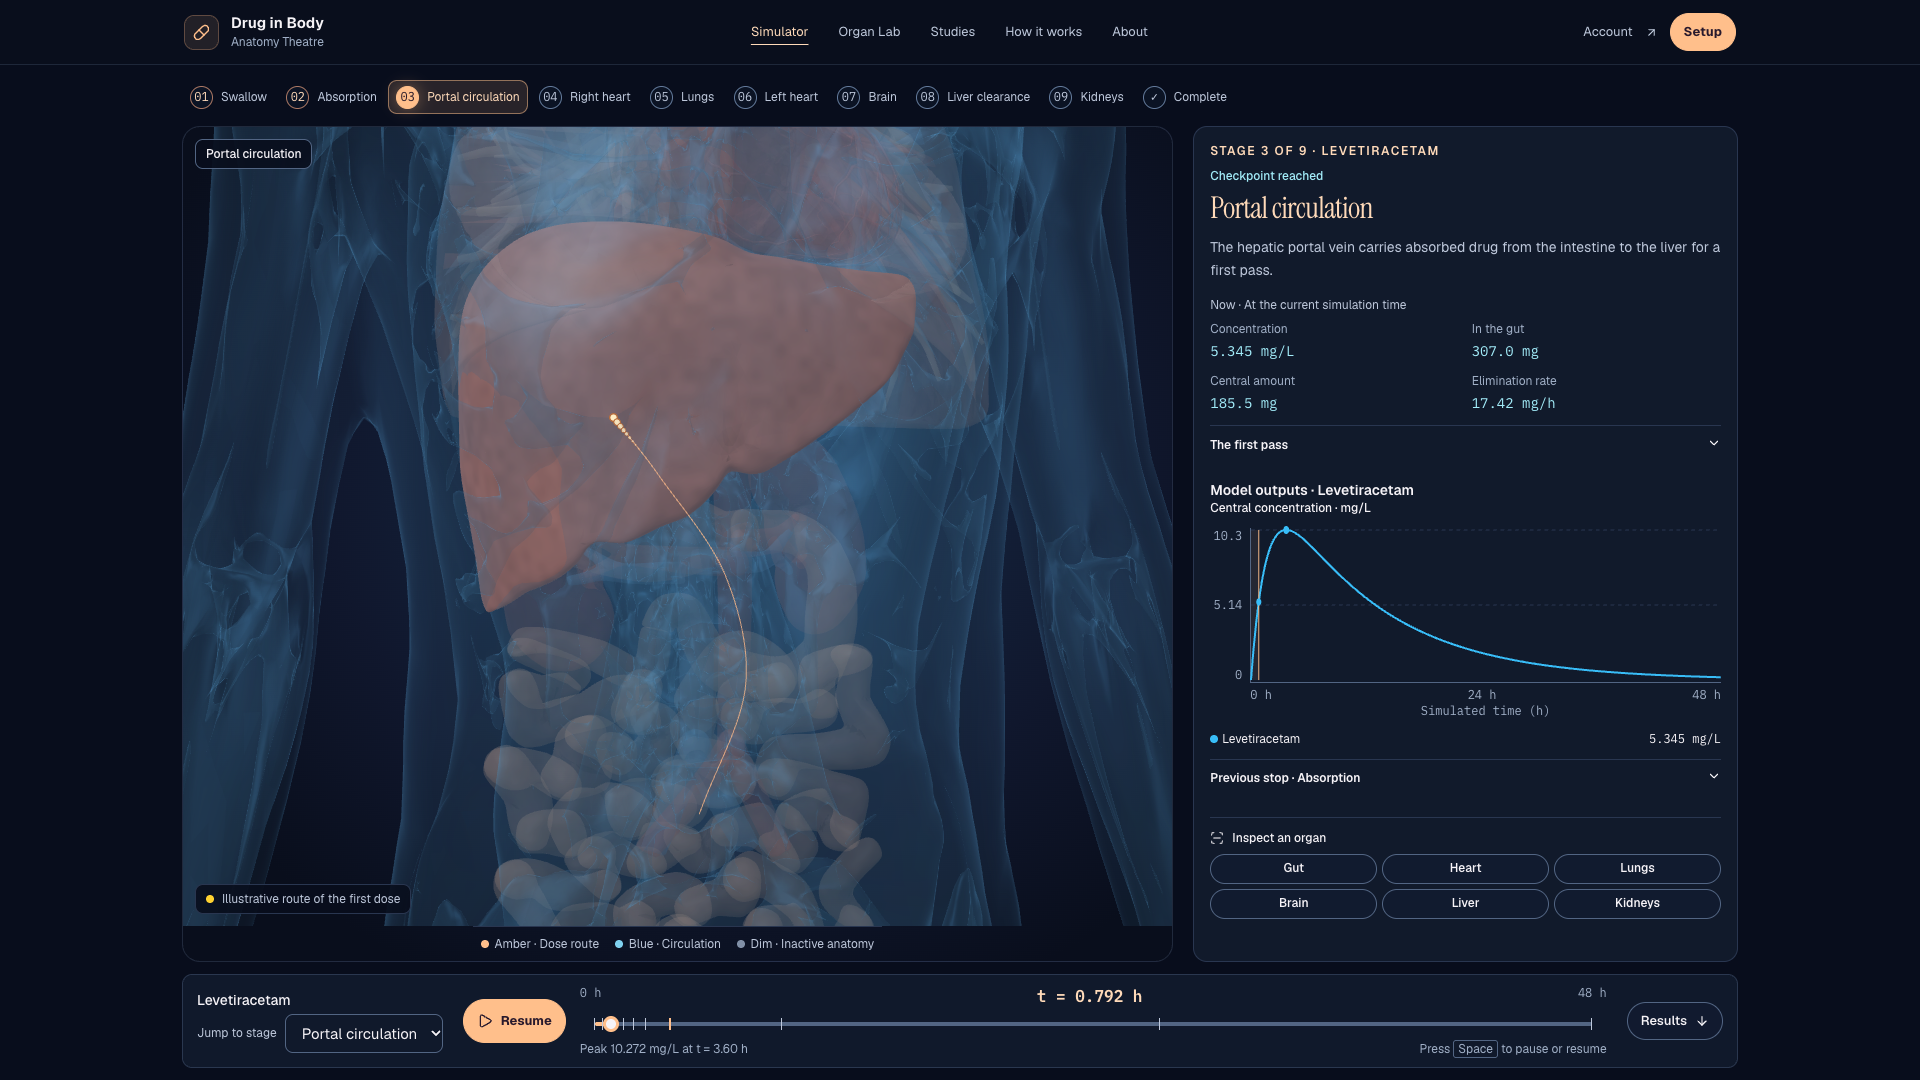 Drug in Body
Anatomy Theatre
Simulator
Organ Lab
Studies
How it works
About
Account
Setup
01 Swallow
02 Absorption
03 Portal circulation
04 Right heart
05 Lungs
06 Left heart
07 Brain
08 Liver clearance
09 Kidneys
✓ Complete
Portal circulation
Illustrative route of the first dose
Amber · Dose route
Blue · Circulation
Dim · Inactive anatomy
STAGE 3 OF 9 · LEVETIRACETAM
Checkpoint reached
Portal circulation
The hepatic portal vein carries absorbed drug from the intestine to the liver for a
first pass.
Now · At the current simulation time
Concentration
5.345 mg/L
In the gut
307.0 mg
Central amount
185.5 mg
Elimination rate
17.42 mg/h
The first pass
Model outputs · Levetiracetam
Central concentration · mg/L
10.3
5.14
0
0 h
24 h
48 h
Simulated time (h)
Levetiracetam
5.345 mg/L
Previous stop · Absorption
Inspect an organ
Gut
Heart
Lungs
Brain
Liver
Kidneys
Levetiracetam
Jump to stage
Portal circulation
Resume
0 h
t = 0.792 h
48 h
Peak 10.272 mg/L at t = 3.60 h
Press Space to pause or resume
Results